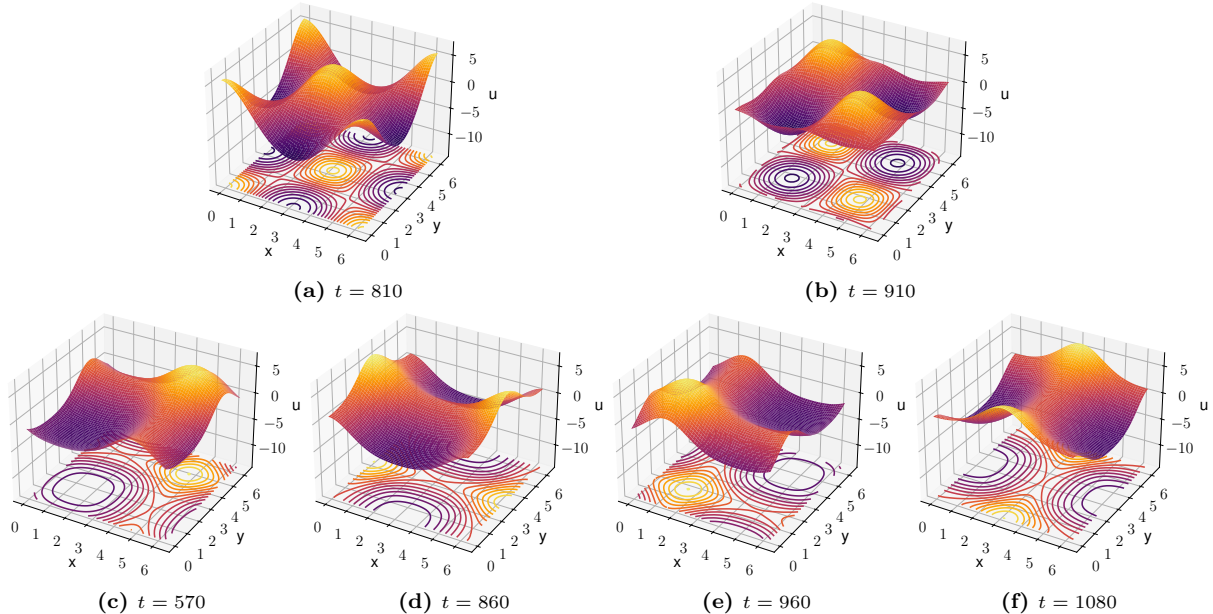 5
0
−5
−10
u
0 1 2 3 4 5 6
x
0 1 2 3 4 5 6
y
(a) t = 810
5
0
−5
−10
u
0 1 2 3 4 5 6
x
0 1 2 3 4 5 6
y
(b) t = 910
5
0
−5
−10
u
0 1 2 3 4 5 6
x
0 1 2 3 4 5 6
y
(c) t = 570
5
0
−5
−10
u
0 1 2 3 4 5 6
x
0 1 2 3 4 5 6
y
(d) t = 860
5
0
−5
−10
u
0 1 2 3 4 5 6
x
0 1 2 3 4 5 6
y
(e) t = 960
5
0
−5
−10
u
0 1 2 3 4 5 6
x
0 1 2 3 4 5 6
y
(f) t = 1080